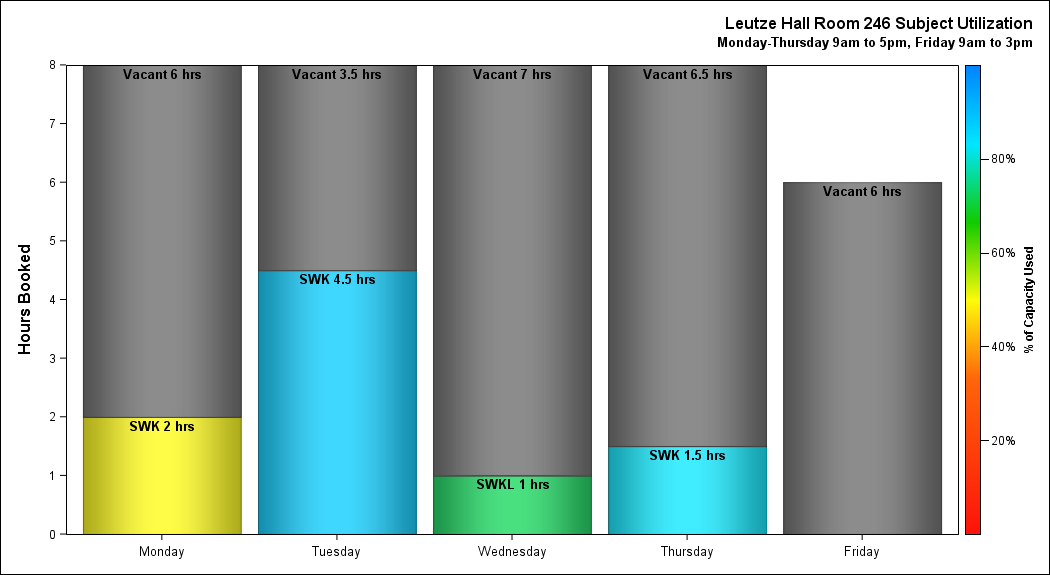 Leutze Hall Room 246 Subject Utilization
Monday-Thursday 9am to 5pm, Friday 9am to 3pm
Hours Booked
8
7
6
5
4
3
2
1
0
Vacant 6 hrs
SWK 2 hrs
Vacant 3.5 hrs
SWK 4.5 hrs
Vacant 7 hrs
SWKL 1 hrs
Vacant 6.5 hrs
SWK 1.5 hrs
Vacant 6 hrs
Monday
Tuesday
Wednesday
Thursday
Friday
80%
60%
40%
20%
% of Capacity Used